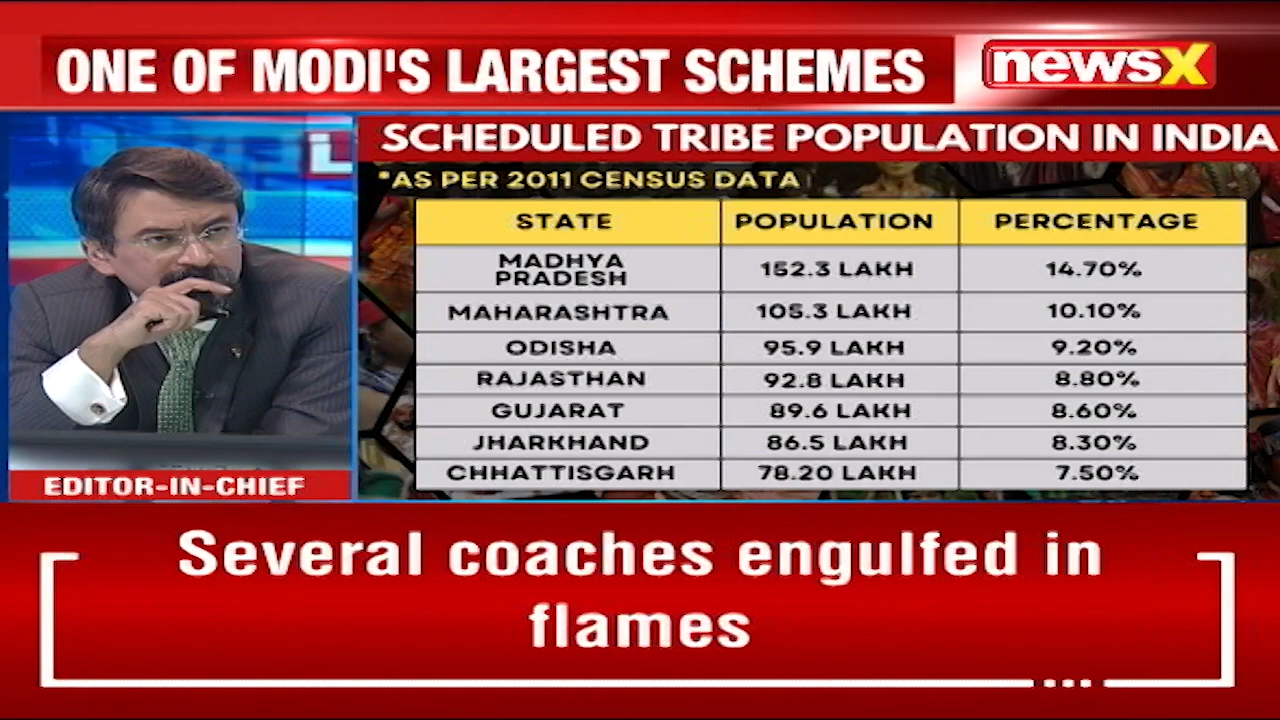 ONE OF MODI'S LARGEST SCHEMES
newsX
L
SCHEDULED TRIBE POPULATION IN INDIA
*AS PER 2011 CENSUS DATA
STATE POPULATION PERCENTAGE
MADHYA
PRADESH 152.3 LAKH 14.70%
MAHARASHTRA 105.3 LAKH 10.10%
ODISHA 95.9 LAKH 9.20%
RAJASTHAN 92.8 LAKH 8.80%
GUJARAT 89.6 LAKH 8.60%
JHARKHAND 86.5 LAKH 8.30%
CHHATTISGARH 78.20 LAKH 7.50%
EDITOR-IN-CHIEF
Several coaches engulfed in
flames